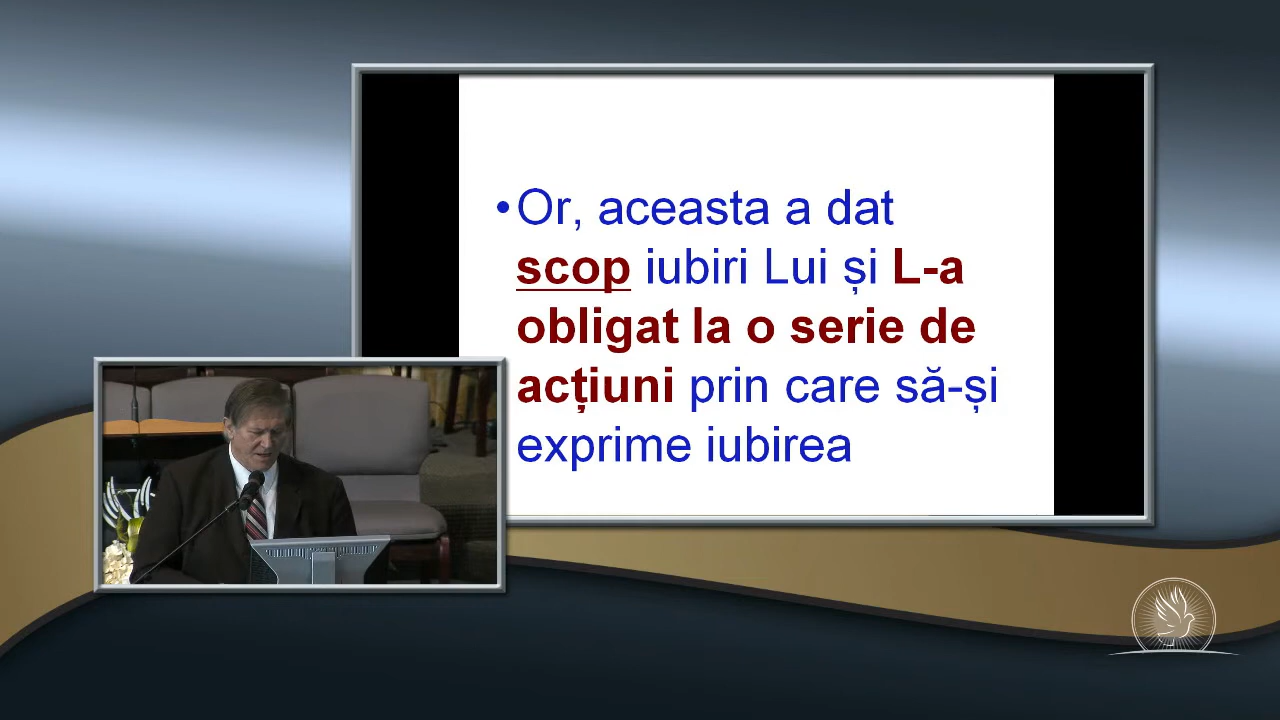 •Or, aceasta a dat
scop iubiri Lui și L-a
obligat la o serie de
acțiuni prin care să-și
exprime iubirea